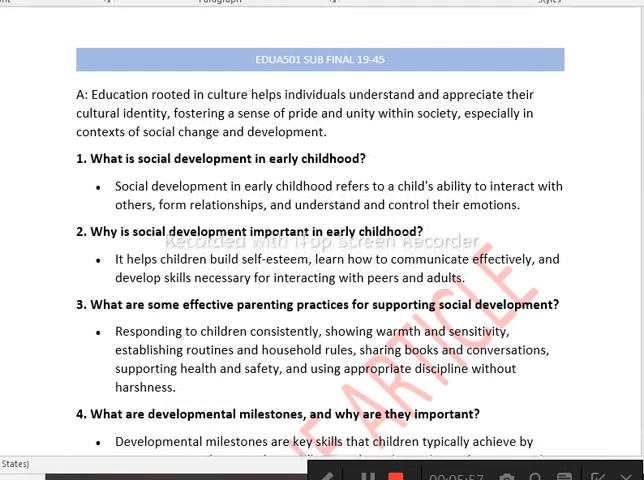 Paragraph
Styles
EDUA501 SUB FINAL 19-45
A: Education rooted in culture helps individuals understand and appreciate their
cultural identity, fostering a sense of pride and unity within society, especially in
contexts of social change and development.
1. What is social development in early childhood?
• Social development in early childhood refers to a child's ability to interact with
others, form relationships, and understand and control their emotions.
2. Why is social development important in early childhood?
Recorded with iTop Screen Recorder
• It helps children build self-esteem, learn how to communicate effectively, and
develop skills necessary for interacting with peers and adults.
3. What are some effective parenting practices for supporting social development?
• Responding to children consistently, showing warmth and sensitivity,
establishing routines and household rules, sharing books and conversations,
supporting health and safety, and using appropriate discipline without
harshness.
4. What are developmental milestones, and why are they important?
• Developmental milestones are key skills that children typically achieve by
ARTICLE
States)
00:05:57